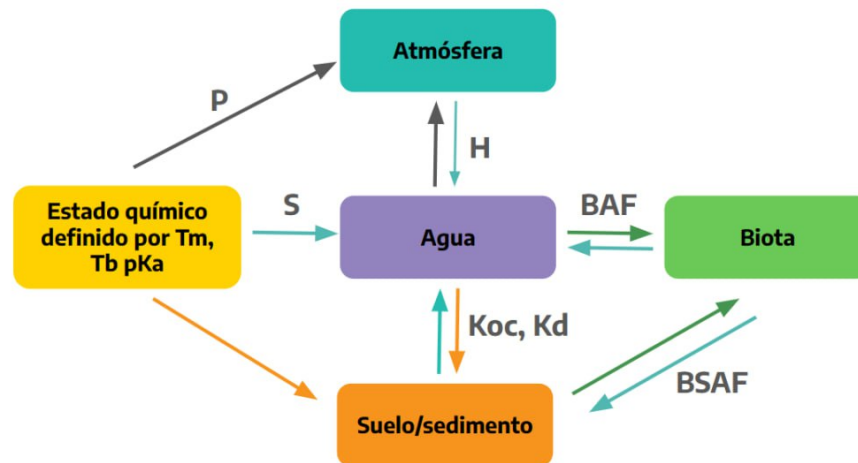 Atmósfera
P
H
Estado químico
definido por Tm,
Tb pKa
S
Agua
BAF
Biota
Koc, Kd
BSAF
Suelo/sedimento